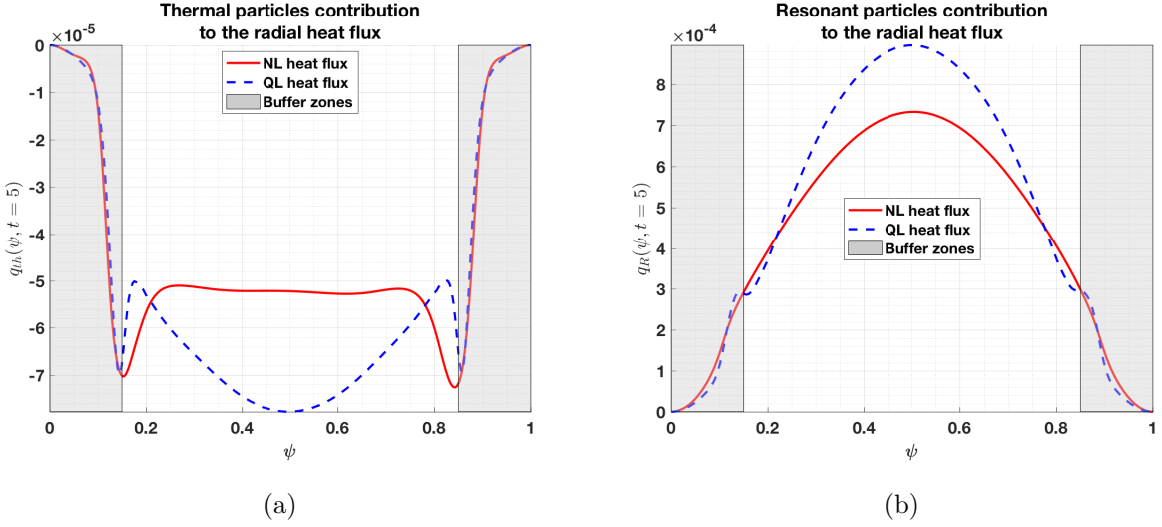 Thermal particles contribution
to the radial heat flux
×10⁻⁵
0
-1
-2
-3
-4
-5
-6
-7
q_{th}(ψ, t = 5)
NL heat flux
QL heat flux
Buffer zones
0
0.2
0.4
0.6
0.8
1
ψ
(a)
Resonant particles contribution
to the radial heat flux
×10⁻⁴
8
7
6
5
4
3
2
1
0
q_R(ψ, t = 5)
NL heat flux
QL heat flux
Buffer zones
0
0.2
0.4
0.6
0.8
1
ψ
(b)